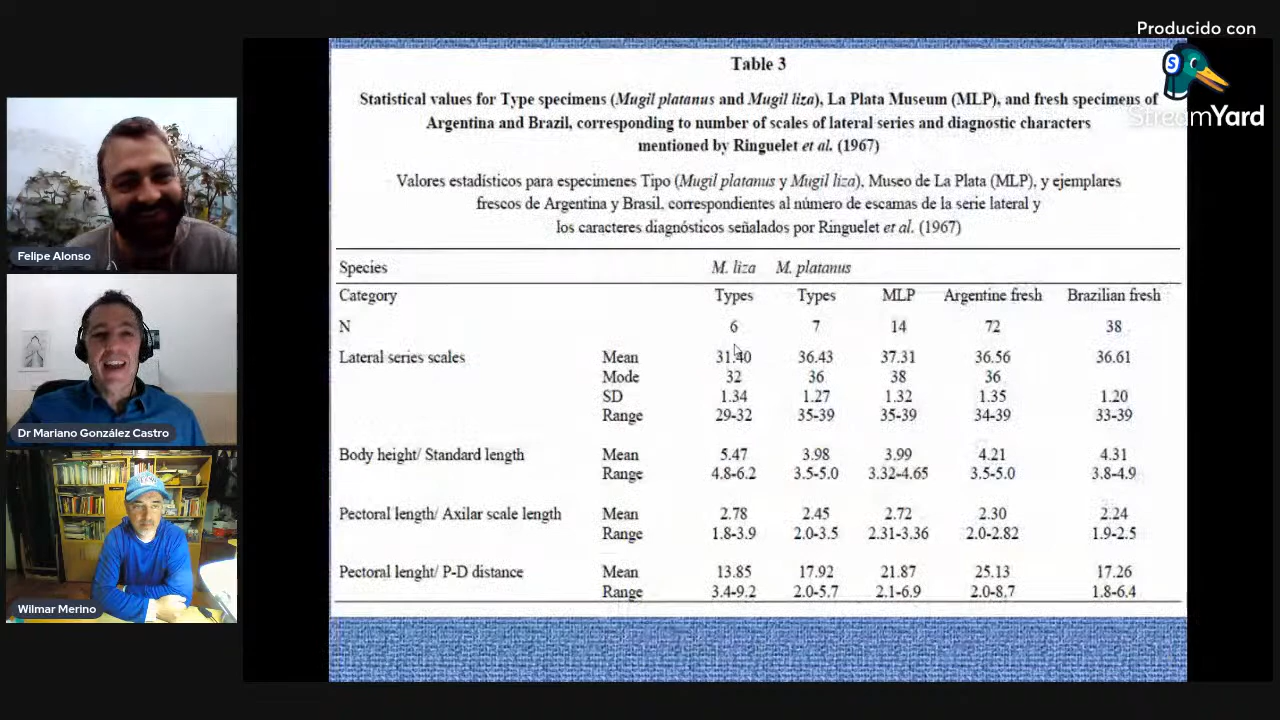 Producido con
StreamYard
Felipe Alonso
Dr Mariano González Castro
Wilmar Merino
Table 3
Statistical values for Type specimens (Mugil platanus and Mugil liza), La Plata Museum (MLP), and fresh specimens of
Argentina and Brazil, corresponding to number of scales of lateral series and diagnostic characters
mentioned by Ringuelet et al. (1967)
Valores estadísticos para especimenes Tipo (Mugil platanus y Mugil liza), Museo de La Plata (MLP), y ejemplares
frescos de Argentina y Brasil, correspondientes al número de escamas de la serie lateral y
los caracteres diagnósticos señalados por Ringuelet et al. (1967)
Species M. liza M. platanus
Category Types Types MLP Argentine fresh Brazilian fresh
N 6 7 14 72 38
Lateral series scales Mean 31.40 36.43 37.31 36.56 36.61
Mode 32 36 38 36
SD 1.34 1.27 1.32 1.35 1.20
Range 29-32 35-39 35-39 34-39 33-39
Body height/ Standard length Mean 5.47 3.98 3.99 4.21 4.31
Range 4.8-6.2 3.5-5.0 3.32-4.65 3.5-5.0 3.8-4.9
Pectoral length/ Axilar scale length Mean 2.78 2.45 2.72 2.30 2.24
Range 1.8-3.9 2.0-3.5 2.31-3.36 2.0-2.82 1.9-2.5
Pectoral lenght/ P-D distance Mean 13.85 17.92 21.87 25.13 17.26
Range 3.4-9.2 2.0-5.7 2.1-6.9 2.0-8.7 1.8-6.4